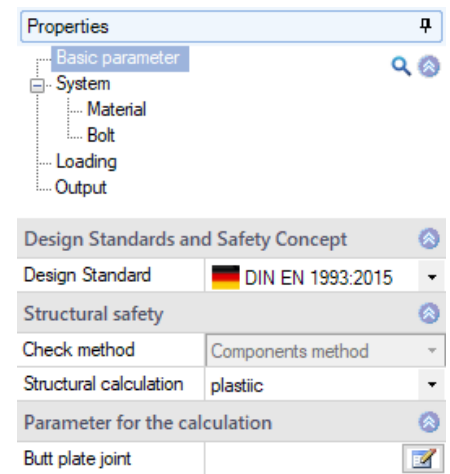 Properties
Basic parameter
System
Material
Bolt
Loading
Output
Design Standards and Safety Concept
Design Standard DIN EN 1993:2015
Structural safety
Check method Components method
Structural calculation plastiic
Parameter for the calculation
Butt plate joint